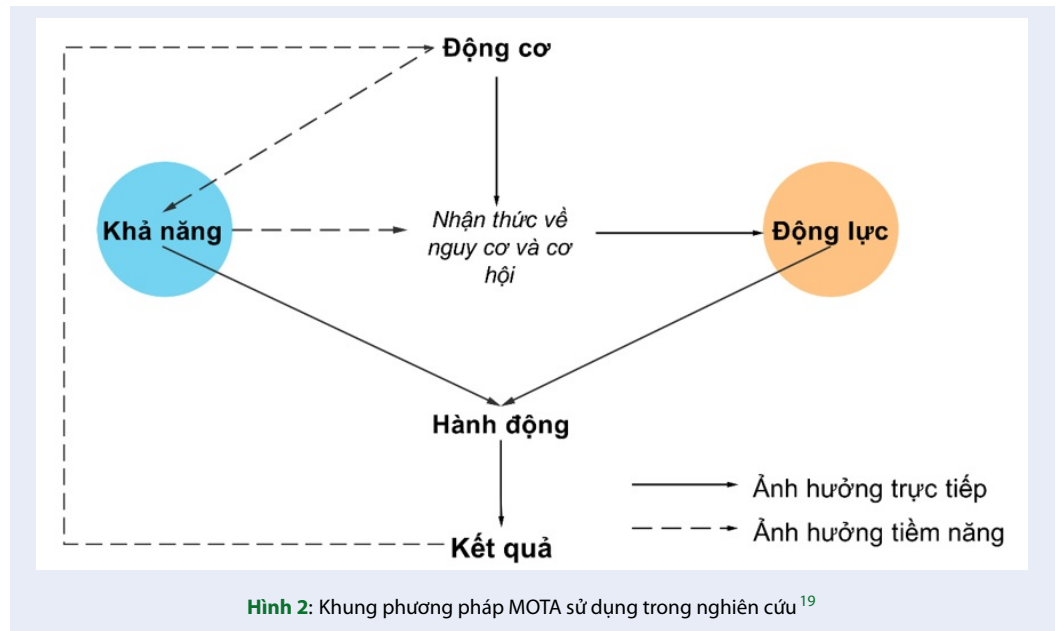 Động cơ
Khả năng
Nhận thức về
nguy cơ và cơ
hội
Động lực
Hành động
Kết quả
Ảnh hưởng trực tiếp
Ảnh hưởng tiềm năng
Hình 2: Khung phương pháp MOTA sử dụng trong nghiên cứu 19